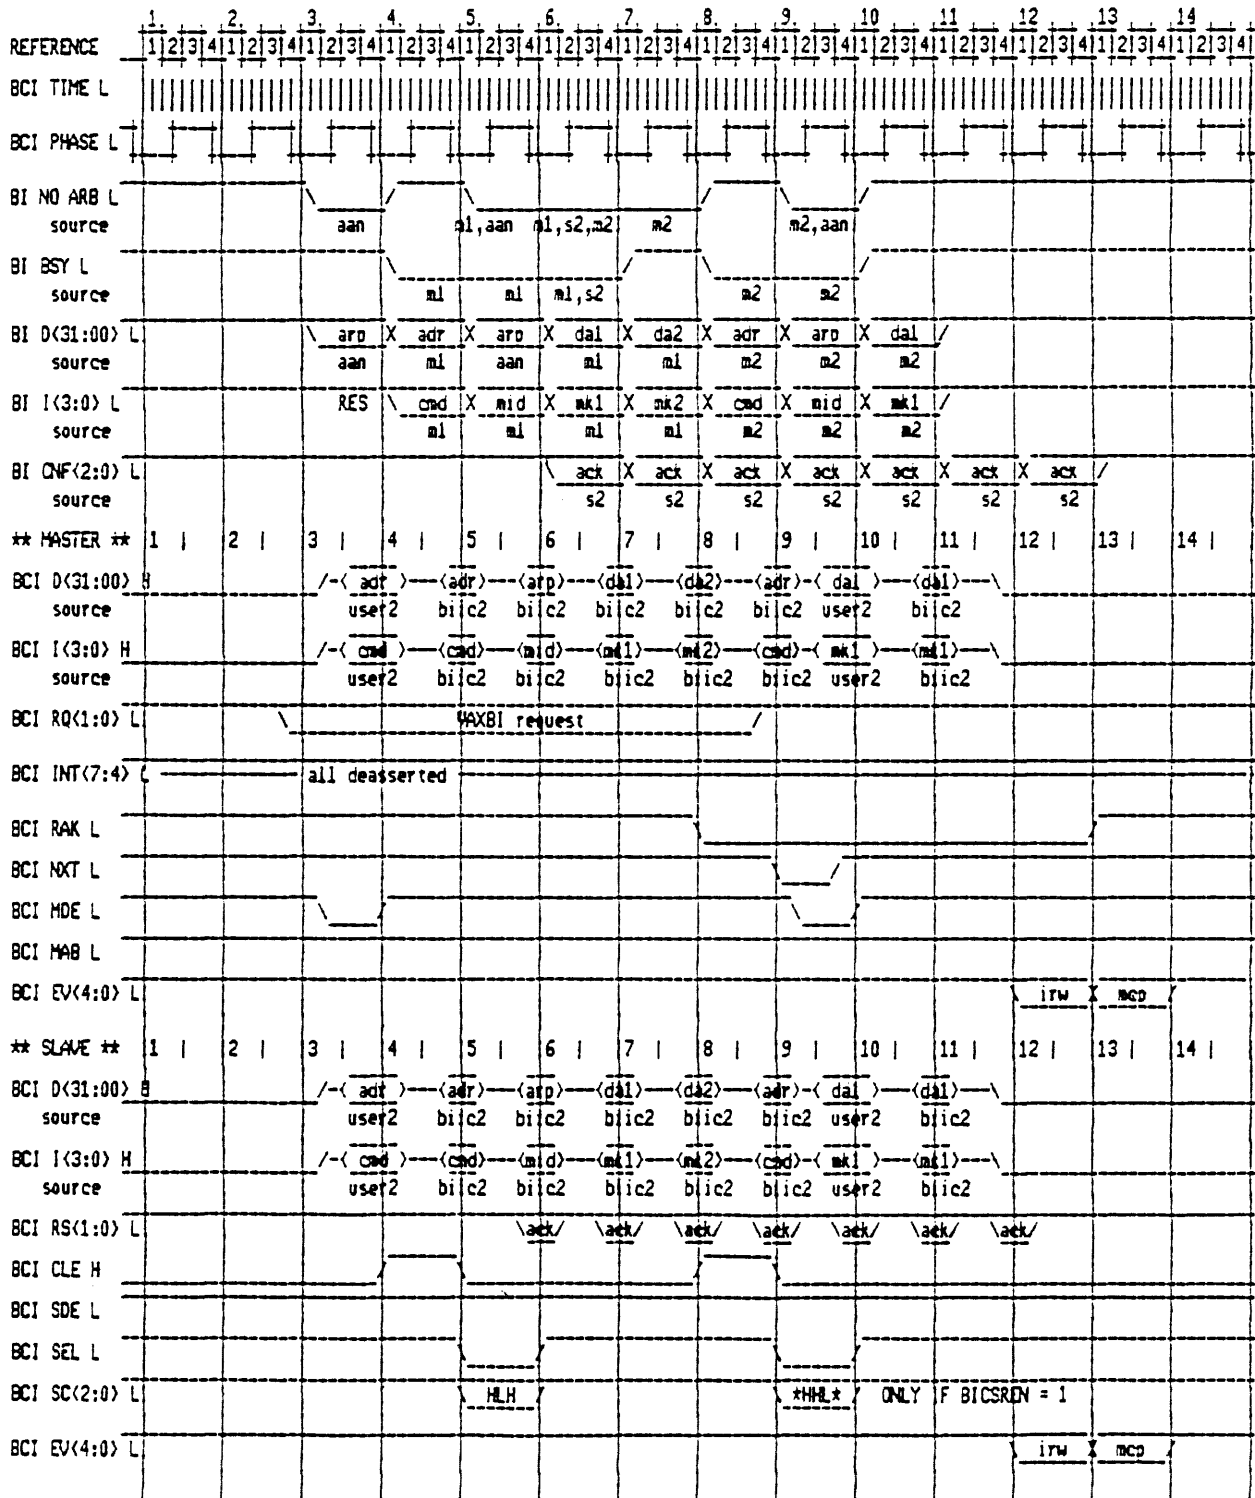 1. 2. 3. 4. 5. 6. 7. 8. 9. 10 11 12 13 14
REFERENCE |1|2|3|4|1|2|3|4|1|2|3|4|1|2|3|4|1|2|3|4|1|2|3|4|1|2|3|4|1|2|3|4|1|2|3|4|1|2|3|4|1|2|3|4|1|2|3|4|1|2|3|4|1|2|3|4|
BCI TIME L
BCI PHASE L
BI NO ARB L
source aan m1,aan m1,s2,m2 m2 m2,aan
BI BSY L
source m1 m1 m1,s2 m2 m2
BI D<31:00> L \ arp X adr X arp X da1 X da2 X adr X arp X da1 /
source aan m1 aan m1 m1 m2 m2 m2
BI I<3:0> L RES \ cmd X mid X mk1 X mk2 X cmd X mid X mk1 /
source m1 m1 m1 m1 m2 m2 m2
BI CNF<2:0> L \ ack X ack X ack X ack X ack X ack X ack /
source s2 s2 s2 s2 s2 s2 s2
** MASTER ** |1 | |2 | |3 | |4 | |5 | |6 | |7 | |8 | |9 | |10 | |11 | |12 | |13 | |14 |
BCI D<31:00> H /-< adr >--<adr>--<arp>--<da1>--<da2>--<adr>-< da1 >--<da1>--\
source user2 biic2 biic2 biic2 biic2 biic2 user2 biic2
BCI I<3:0> H /-< cmd >--<cmd>--<mid>--<mk1>--<mk2>--<cmd>-< mk1 >--<mk1>--\
source user2 biic2 biic2 biic2 biic2 biic2 user2 biic2
BCI RQ<1:0> L \ VAXBI request /
BCI INT<7:4> L all deasserted
BCI RAK L
BCI NXT L
BCI MDE L
BCI MAB L
BCI EV<4:0> L \ irw X mcp /
** SLAVE ** |1 | |2 | |3 | |4 | |5 | |6 | |7 | |8 | |9 | |10 | |11 | |12 | |13 | |14 |
BCI D<31:00> H /-< adr >--<adr>--<arp>--<da1>--<da2>--<adr>-< da1 >--<da1>--\
source user2 biic2 biic2 biic2 biic2 biic2 user2 biic2
BCI I<3:0> H /-< cmd >--<cmd>--<mid>--<mk1>--<mk2>--<cmd>-< mk1 >--<mk1>--\
source user2 biic2 biic2 biic2 biic2 biic2 user2 biic2
BCI RS<1:0> L \ack/ \ack/ \ack/ \ack/ \ack/ \ack/ \ack/
BCI CLE H
BCI SDE L
BCI SEL L
BCI SC<2:0> L \ HLH / \ *HHL* / ONLY IF BICSREN = 1
BCI EV<4:0> L \ irw X mcp /